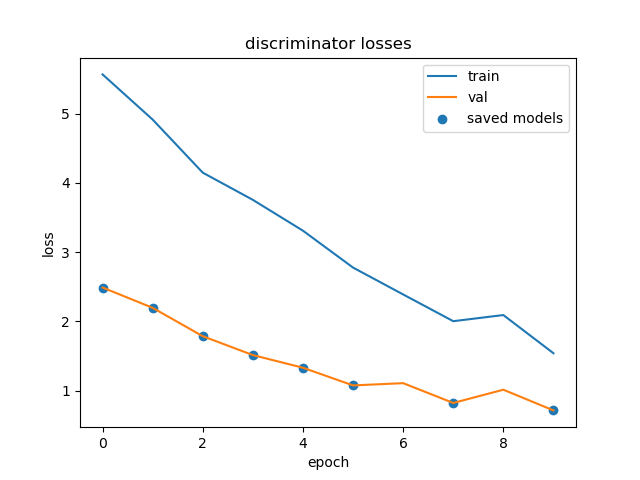 discriminator losses
train
val
saved models
5
4
3
2
1
loss
0
2
4
6
8
epoch